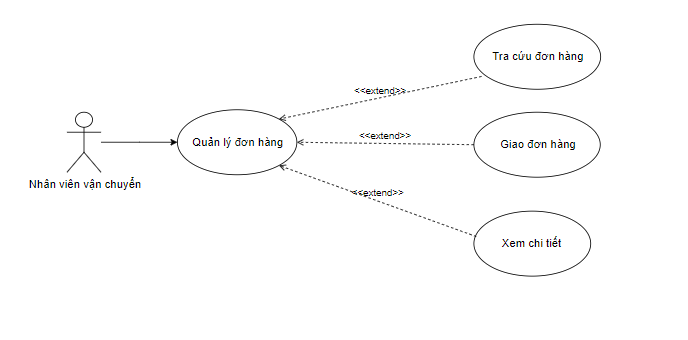 Tra cứu đơn hàng
<<extend>>
<<extend>>
Quản lý đơn hàng
Giao đơn hàng
Nhân viên vận chuyển
<<extend>>
Xem chi tiết